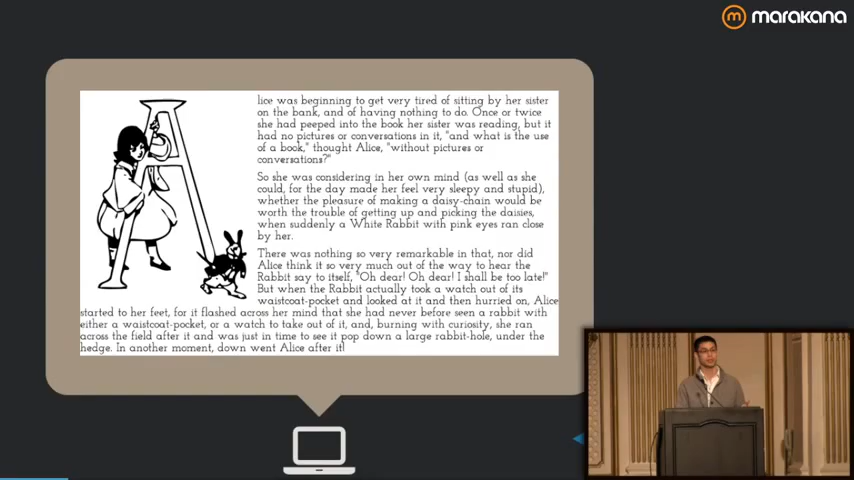 marakana
lice was beginning to get very tired of sitting by her sister
on the bank, and of having nothing to do. Once or twice
she had peeped into the book her sister was reading, but it
had no pictures or conversations in it, "and what is the use
of a book," thought Alice, "without pictures or
conversations?"
So she was considering in her own mind (as well as she
could, for the day made her feel very sleepy and stupid),
whether the pleasure of making a daisy-chain would be
worth the trouble of getting up and picking the daisies,
when suddenly a White Rabbit with pink eyes ran close
by her.
There was nothing so very remarkable in that, nor did
Alice think it so very much out of the way to hear the
Rabbit say to itself, "Oh dear! Oh dear! I shall be too late!"
But when the Rabbit actually took a watch out of its
waistcoat-pocket and looked at it and then hurried on, Alice
started to her feet, for it flashed across her mind that she had never before seen a rabbit with
either a waistcoat-pocket, or a watch to take out of it, and, burning with curiosity, she ran
across the field after it and was just in time to see it pop down a large rabbit-hole, under the
hedge. In another moment, down went Alice after it!